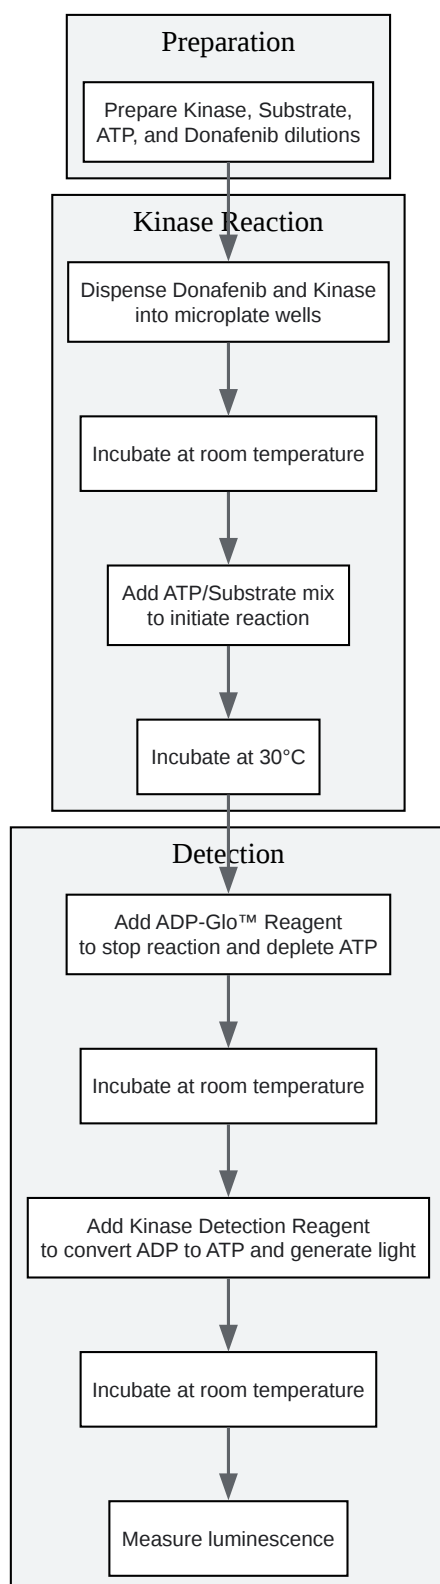 Preparation
Prepare Kinase, Substrate,
ATP, and Donafenib dilutions
Kinase Reaction
Dispense Donafenib and Kinase
into microplate wells
Incubate at room temperature
Add ATP/Substrate mix
to initiate reaction
Incubate at 30°C
Detection
Add ADP-Glo™ Reagent
to stop reaction and deplete ATP
Incubate at room temperature
Add Kinase Detection Reagent
to convert ADP to ATP and generate light
Incubate at room temperature
Measure luminescence